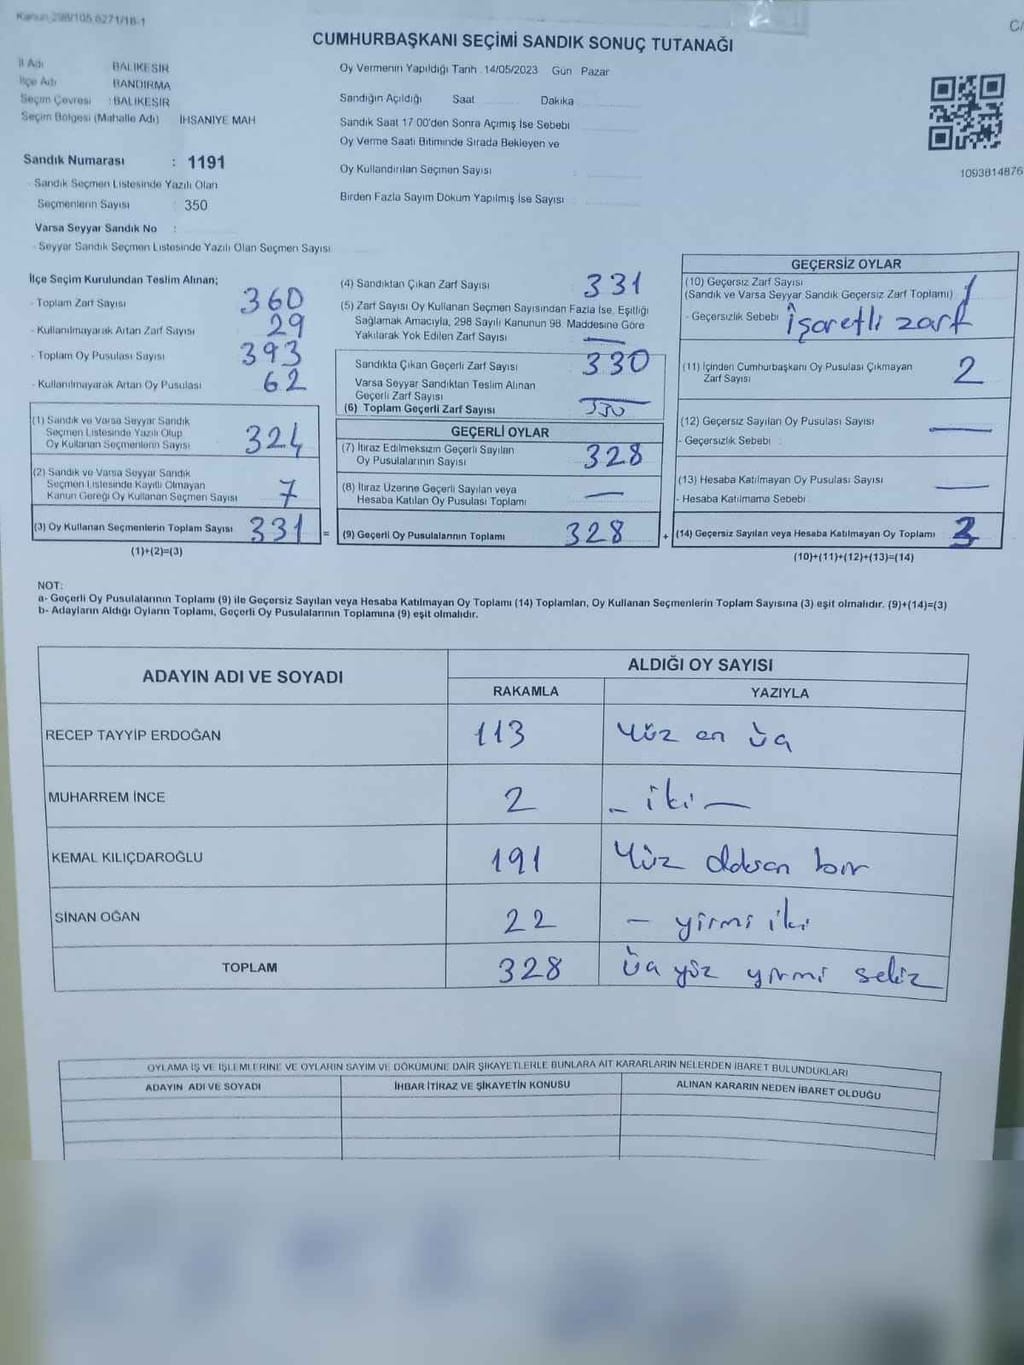 Kanun 298/105 6271/18-1
CUMHURBAŞKANI SEÇİMİ SANDIK SONUÇ TUTANAĞI
İl Adı BALIKESİR
İlçe Adı BANDIRMA
Seçim Çevresi : BALIKESİR
Seçim Bölgesi (Mahalle Adı) İHSANİYE MAH
Sandık Numarası : 1191
Sandık Seçmen Listesinde Yazılı Olan
Seçmenlerin Sayısı : 350
Varsa Seyyar Sandık No :
- Seyyar Sandık Seçmen Listesinde Yazılı Olan Seçmen Sayısı
Oy Vermenin Yapıldığı Tarih : 14/05/2023 Gün Pazar
Sandığın Açıldığı Saat Dakika
Sandık Saat 17:00'den Sonra Açımış İse Sebebi
Oy Verme Saati Bitiminde Sırada Bekleyen ve
Oy Kullandırılan Seçmen Sayısı
Birden Fazla Sayım Döküm Yapılmış İse Sayısı
1093814876
İlçe Seçim Kurulundan Teslim Alınan;
- Toplam Zarf Sayısı 360
- Kullanılmayarak Artan Zarf Sayısı 29
- Toplam Oy Pusulası Sayısı 393
- Kullanılmayarak Artan Oy Pusulası 62
(1) Sandık ve Varsa Seyyar Sandık
Seçmen Listesinde Yazılı Olup
Oy Kullanan Seçmenlerin Sayısı 324
(2) Sandık ve Varsa Seyyar Sandık
Seçmen Listesinde Kayıtlı Olmayan
Kanun Gereği Oy Kullanan Seçmen Sayısı 7
(3) Oy Kullanan Seçmenlerin Toplam Sayısı 331 =
(1)+(2)=(3)
(4) Sandıktan Çıkan Zarf Sayısı 331
(5) Zarf Sayısı Oy Kullanan Seçmen Sayısından Fazla İse, Eşitliği
Sağlamak Amacıyla, 298 Sayılı Kanunun 98. Maddesine Göre
Yakılarak Yok Edilen Zarf Sayısı —
Sandıkta Çıkan Geçerli Zarf Sayısı 330
Varsa Seyyar Sandıktan Teslim Alınan
Geçerli Zarf Sayısı —
(6) Toplam Geçerli Zarf Sayısı 330
GEÇERLİ OYLAR
(7) İtiraz Edilmeksizin Geçerli Sayılan
Oy Pusulalarının Sayısı 328
(8) İtiraz Üzerine Geçerli Sayılan veya
Hesaba Katılan Oy Pusulası Toplamı —
(9) Geçerli Oy Pusulalarının Toplamı 328 +
GEÇERSİZ OYLAR
(10) Geçersiz Zarf Sayısı
(Sandık ve Varsa Seyyar Sandık Geçersiz Zarf Toplamı) 1
- Geçersizlik Sebebi : İşaretli zarf
(11) İçinden Cumhurbaşkanı Oy Pusulası Çıkmayan
Zarf Sayısı 2
(12) Geçersiz Sayılan Oy Pusulası Sayısı —
- Geçersizlik Sebebi :
(13) Hesaba Katılmayan Oy Pusulası Sayısı —
- Hesaba Katılmama Sebebi
(14) Geçersiz Sayılan veya Hesaba Katılmayan Oy Toplamı 3
(10)+(11)+(12)+(13)=(14)
NOT:
a- Geçerli Oy Pusulalarının Toplamı (9) ile Geçersiz Sayılan veya Hesaba Katılmayan Oy Toplamı (14) Toplamları, Oy Kullanan Seçmenlerin Toplam Sayısına (3) eşit olmalıdır. (9)+(14)=(3)
b- Adayların Aldığı Oyların Toplamı, Geçerli Oy Pusulalarının Toplamına (9) eşit olmalıdır.
ADAYIN ADI VE SOYADI ALDIĞI OY SAYISI
RAKAMLA YAZIYLA
RECEP TAYYİP ERDOĞAN 113 Yüz on üç
MUHARREM İNCE 2 - iki -
KEMAL KILIÇDAROĞLU 191 Yüz doksan bir
SİNAN OĞAN 22 - yirmi iki
TOPLAM 328 üç yüz yirmi sekiz
OYLAMA İŞ VE İŞLEMLERİNE VE OYLARIN SAYIM VE DÖKÜMÜNE DAİR ŞİKAYETLERLE BUNLARA AİT KARARLARIN NELERDEN İBARET BULUNDUKLARI
ADAYIN ADI VE SOYADI İHBAR İTİRAZ VE ŞİKAYETİN KONUSU ALINAN KARARIN NEDEN İBARET OLDUĞU